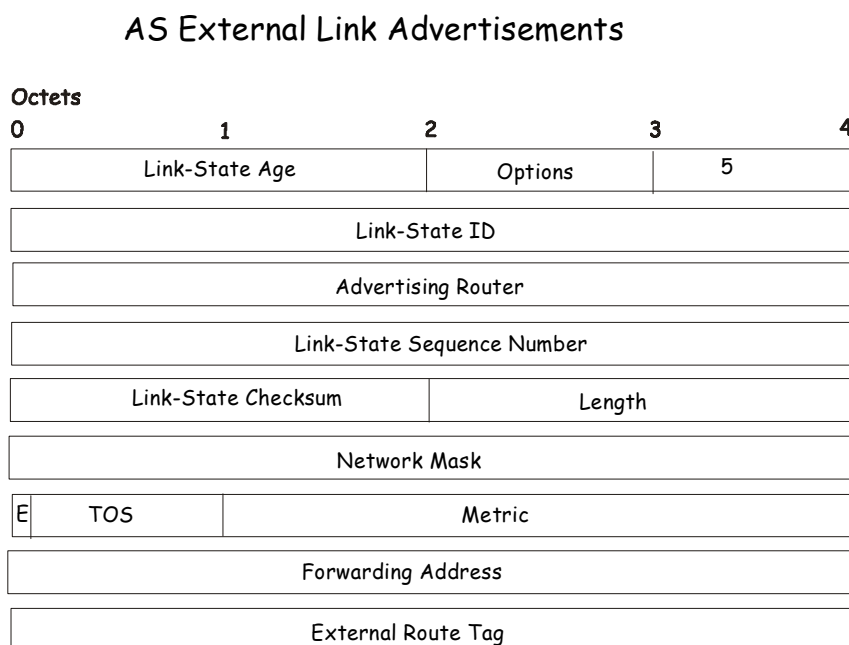 AS External Link Advertisements
Octets
0 1 2 3 4
Link-State Age Options 5
Link-State ID
Advertising Router
Link-State Sequence Number
Link-State Checksum Length
Network Mask
E TOS Metric
Forwarding Address
External Route Tag